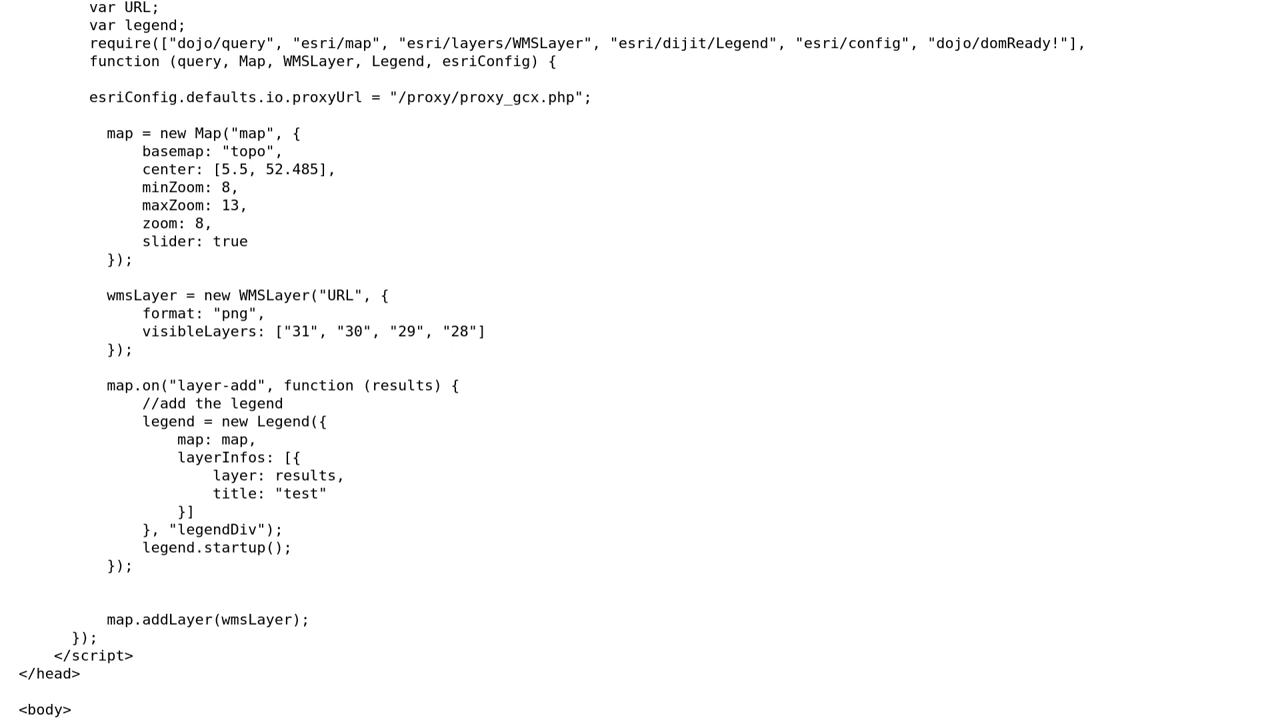 var URL;
var legend;
require(["dojo/query", "esri/map", "esri/layers/WMSLayer", "esri/dijit/Legend", "esri/config", "dojo/domReady!"],
function (query, Map, WMSLayer, Legend, esriConfig) {
esriConfig.defaults.io.proxyUrl = "/proxy/proxy_gcx.php";
map = new Map("map", {
basemap: "topo",
center: [5.5, 52.485],
minZoom: 8,
maxZoom: 13,
zoom: 8,
slider: true
});
wmsLayer = new WMSLayer("URL", {
format: "png",
visibleLayers: ["31", "30", "29", "28"]
});
map.on("layer-add", function (results) {
//add the legend
legend = new Legend({
map: map,
layerInfos: [{
layer: results,
title: "test"
}]
}, "legendDiv");
legend.startup();
});
map.addLayer(wmsLayer);
});
</script>
</head>
<body>